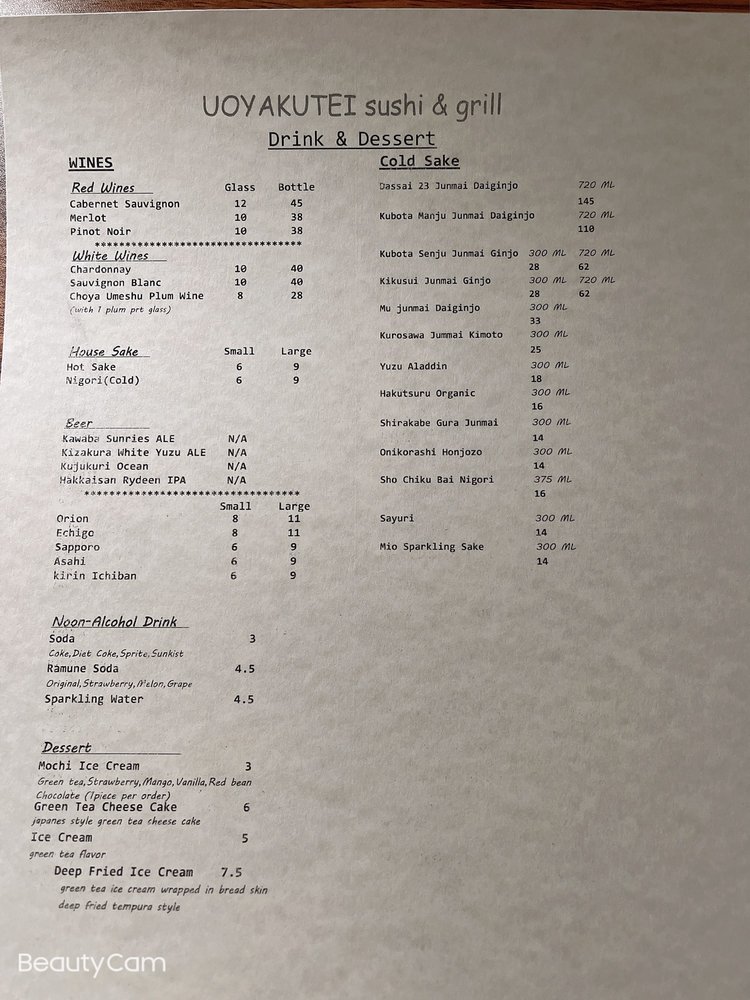 UOYAKUTEI sushi & grill
Drink & Dessert
WINES
Red Wines Glass Bottle
Cabernet Sauvignon 12 45
Merlot 10 38
Pinot Noir 10 38
*********************************
White Wines
Chardonnay 10 40
Sauvignon Blanc 10 40
Choya Umeshu Plum Wine 8 28
(with 1 plum prt glass)
House Sake Small Large
Hot Sake 6 9
Nigori(Cold) 6 9
Beer
Kawaba Sunries ALE N/A
Kizakura White Yuzu ALE N/A
Kujukuri Ocean N/A
Hakkaisan Rydeen IPA N/A
**********************************
Small Large
Orion 8 11
Echigo 8 11
Sapporo 6 9
Asahi 6 9
kirin Ichiban 6 9
Noon-Alcohol Drink
Soda 3
Coke,Diet Coke,Sprite,Sunkist
Ramune Soda 4.5
Original,Strawberry,Melon,Grape
Sparkling Water 4.5
Dessert
Mochi Ice Cream 3
Green tea,Strawberry,Mango,Vanilla,Red bean
Chocolate (1piece per order)
Green Tea Cheese Cake 6
japanes style green tea cheese cake
Ice Cream 5
green tea flavor
Deep Fried Ice Cream 7.5
green tea ice cream wrapped in bread skin
deep fried tempura style
Cold Sake
Dassai 23 Junmai Daiginjo 720 ML
145
Kubota Manju Junmai Daiginjo 720 ML
110
Kubota Senju Junmai Ginjo 300 ML 720 ML
28 62
Kikusui Junmai Ginjo 300 ML 720 ML
28 62
Mu junmai Daiginjo 300 ML
33
Kurosawa Jummai Kimoto 300 ML
25
Yuzu Aladdin 300 ML
18
Hakutsuru Organic 300 ML
16
Shirakabe Gura Junmai 300 ML
14
Onikorashi Honjozo 300 ML
14
Sho Chiku Bai Nigori 375 ML
16
Sayuri 300 ML
14
Mio Sparkling Sake 300 ML
14
BeautyCam